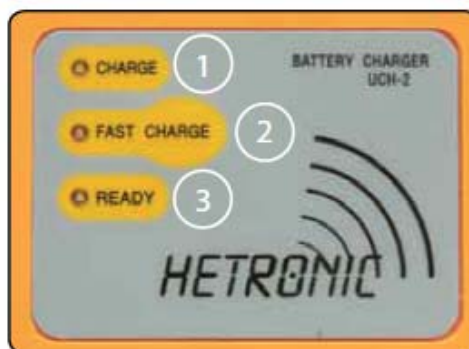 CHARGE 1
BATTERY CHARGER
UCH-2
FAST CHARGE 2
READY 3
HETRONIC